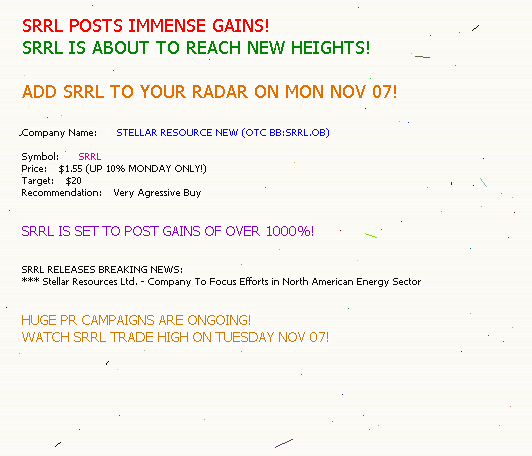 SRRL POSTS IMMENSE GAINS!
SRRL IS ABOUT TO REACH NEW HEIGHTS!
ADD SRRL TO YOUR RADAR ON MON NOV 07!
Company Name: STELLAR RESOURCE NEW (OTC BB:SRRL.OB)
Symbol: SRRL
Price: $1.55 (UP 10% MONDAY ONLY!)
Target: $20
Recommendation: Very Agressive Buy
SRRL IS SET TO POST GAINS OF OVER 1000%!
SRRL RELEASES BREAKING NEWS:
*** Stellar Resources Ltd. - Company To Focus Efforts in North American Energy Sector
HUGE PR CAMPAIGNS ARE ONGOING!
WATCH SRRL TRADE HIGH ON TUESDAY NOV 07!